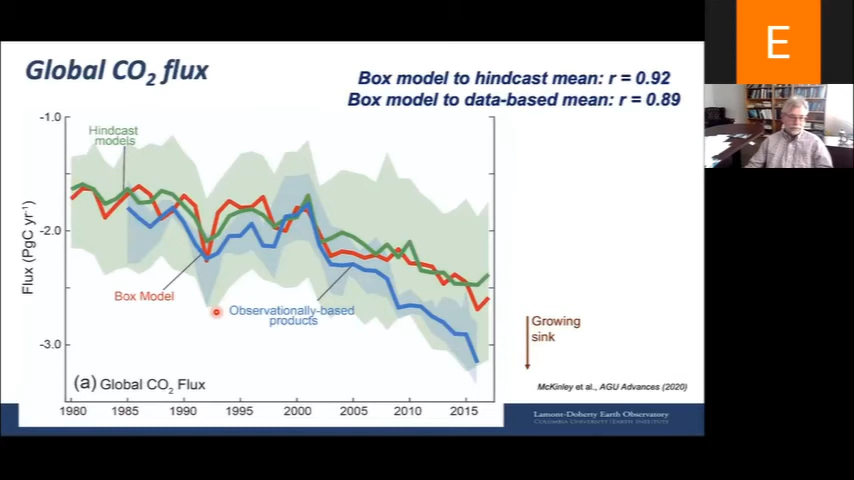 Global CO2 flux
Box model to hindcast mean: r = 0.92
Box model to data-based mean: r = 0.89
E
-1.0
-2.0
-3.0
Flux (PgC yr-1)
Hindcast
models
Box Model
Observationally-based
products
(a) Global CO2 Flux
1980 1985 1990 1995 2000 2005 2010 2015
Growing
sink
McKinley et al., AGU Advances (2020)
Lamont-Doherty Earth Observatory
Columbia University | Earth Institute